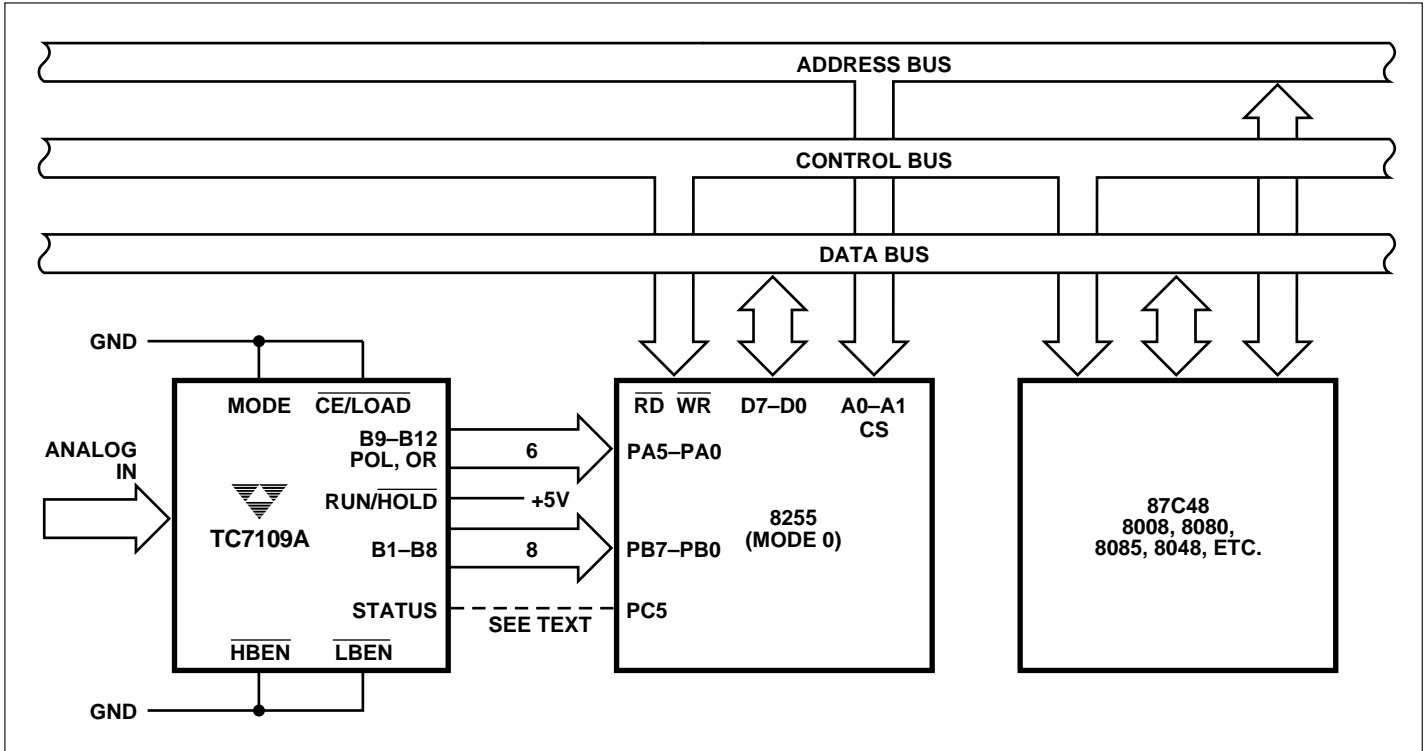 ADDRESS BUS
CONTROL BUS
DATA BUS
GND
MODE CE/LOAD
B9–B12
POL, OR
6
ANALOG
IN
RUN/HOLD
+5V
TC7109A
B1–B8
8
STATUS
SEE TEXT
HBEN LBEN
GND
RD WR D7–D0 A0–A1
CS
PA5–PA0
8255
(MODE 0)
PB7–PB0
PC5
87C48
8008, 8080,
8085, 8048, ETC.